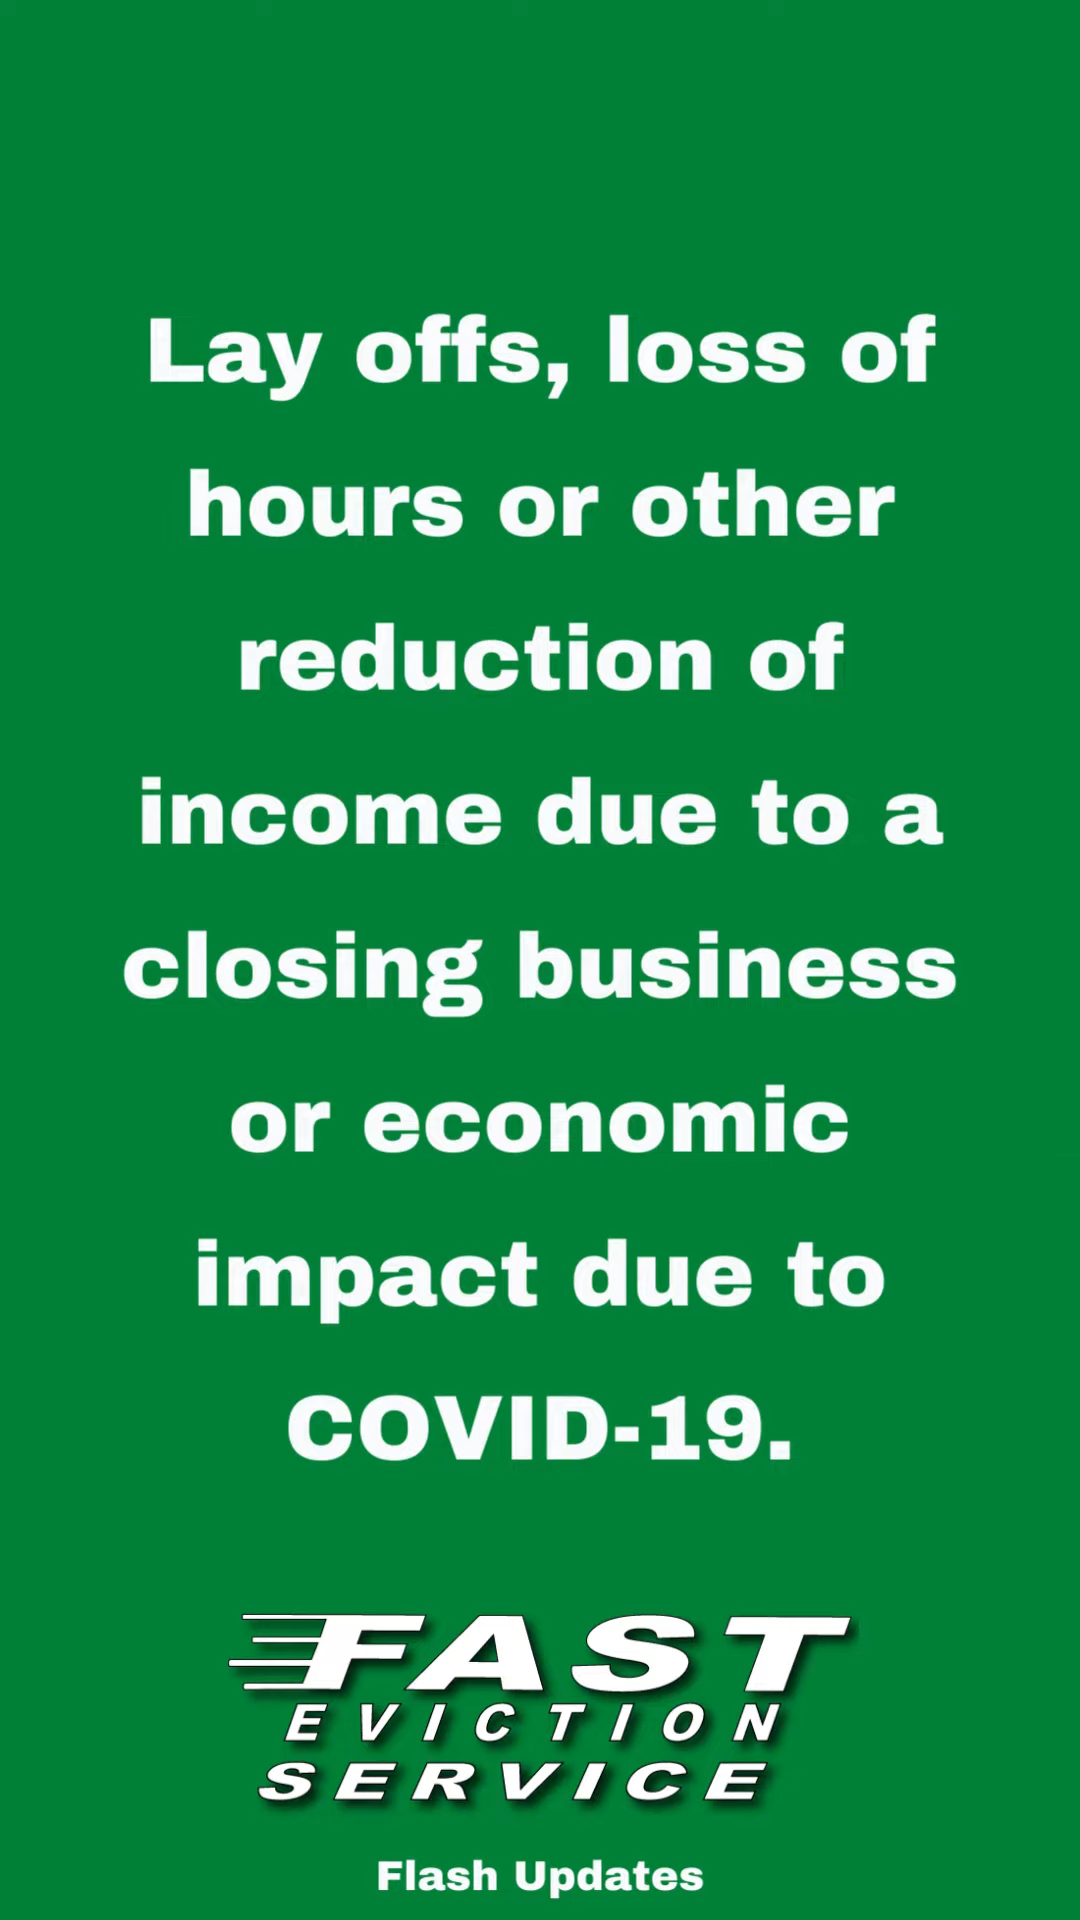 Lay offs, loss of
hours or other
reduction of
income due to a
closing business
or economic
impact due to
COVID-19.
FAST
EVICTION
SERVICE
Flash Updates